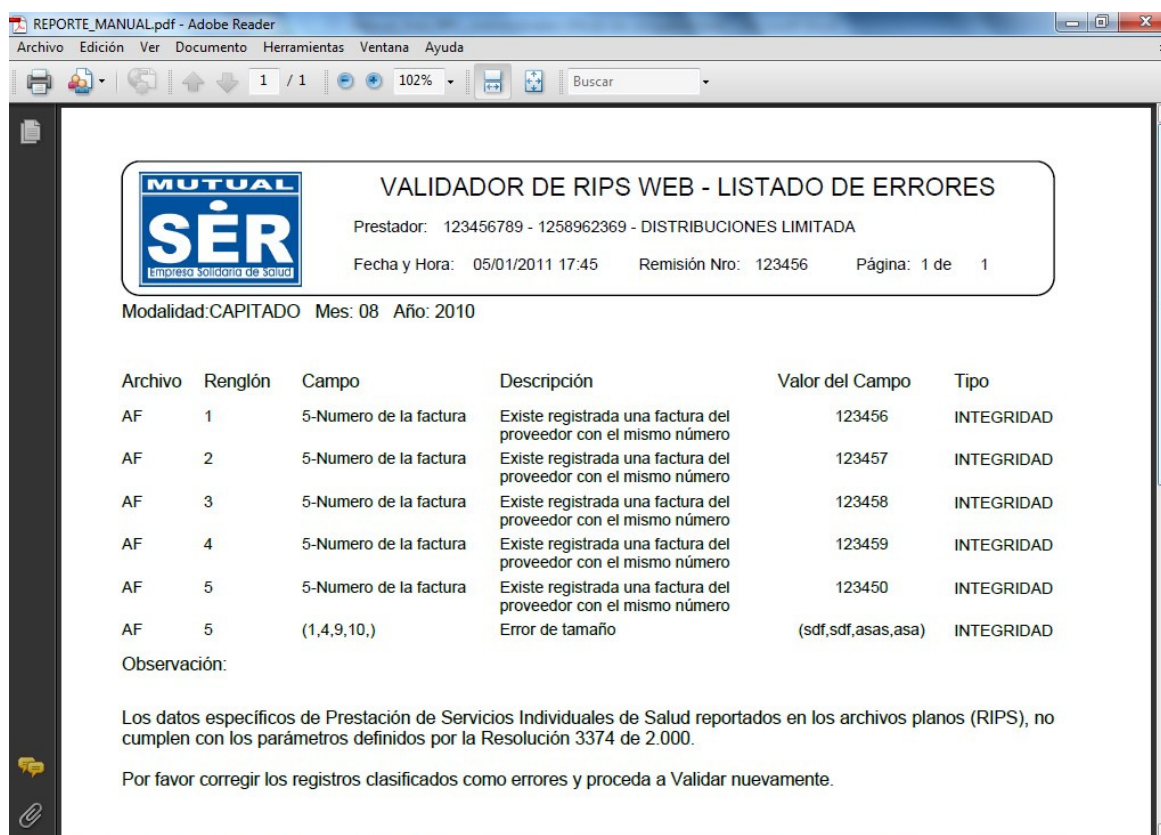 REPORTE_MANUAL.pdf - Adobe Reader
Archivo Edición Ver Documento Herramientas Ventana Ayuda
1 / 1 102% Buscar
MUTUAL
SER
Empresa Solidaria de Salud
VALIDADOR DE RIPS WEB - LISTADO DE ERRORES
Prestador: 123456789 - 1258962369 - DISTRIBUCIONES LIMITADA
Fecha y Hora: 05/01/2011 17:45 Remisión Nro: 123456 Página: 1 de 1
Modalidad:CAPITADO Mes: 08 Año: 2010
Archivo Renglón Campo Descripción Valor del Campo Tipo
AF 1 5-Numero de la factura Existe registrada una factura del 123456 INTEGRIDAD
proveedor con el mismo número
AF 2 5-Numero de la factura Existe registrada una factura del 123457 INTEGRIDAD
proveedor con el mismo número
AF 3 5-Numero de la factura Existe registrada una factura del 123458 INTEGRIDAD
proveedor con el mismo número
AF 4 5-Numero de la factura Existe registrada una factura del 123459 INTEGRIDAD
proveedor con el mismo número
AF 5 5-Numero de la factura Existe registrada una factura del 123450 INTEGRIDAD
proveedor con el mismo número
AF 5 (1,4,9,10,) Error de tamaño (sdf,sdf,asas,asa) INTEGRIDAD
Observación:
Los datos específicos de Prestación de Servicios Individuales de Salud reportados en los archivos planos (RIPS), no
cumplen con los parámetros definidos por la Resolución 3374 de 2.000.
Por favor corregir los registros clasificados como errores y proceda a Validar nuevamente.